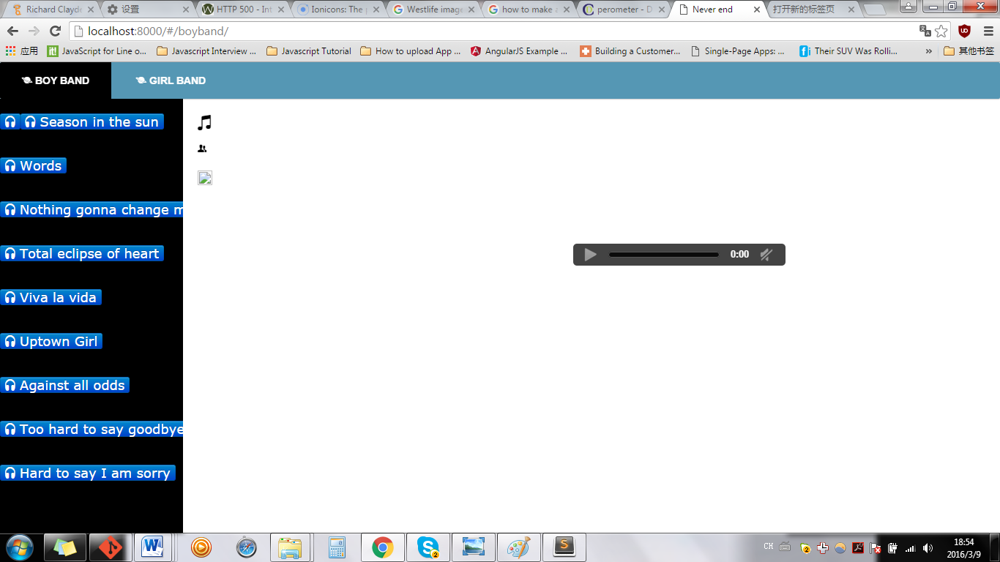 Richard Clayde
设置
HTTP 500 - Int
Ionicons: The p
Westlife image
how to make a
perometer - D
Never end
打开新的标签页
localhost:8000/#/boyband/
应用
JavaScript for Line o...
Javascript Interview ...
Javascript Tutorial
How to upload App ...
AngularJS Example ...
Building a Customer...
Single-Page Apps: ...
Their SUV Was Rolli...
»
其他书签
BOY BAND
GIRL BAND
Season in the sun
Words
Nothing gonna change m
Total eclipse of heart
Viva la vida
Uptown Girl
Against all odds
Too hard to say goodbye
Hard to say I am sorry
0:00
CH
18:54
2016/3/9